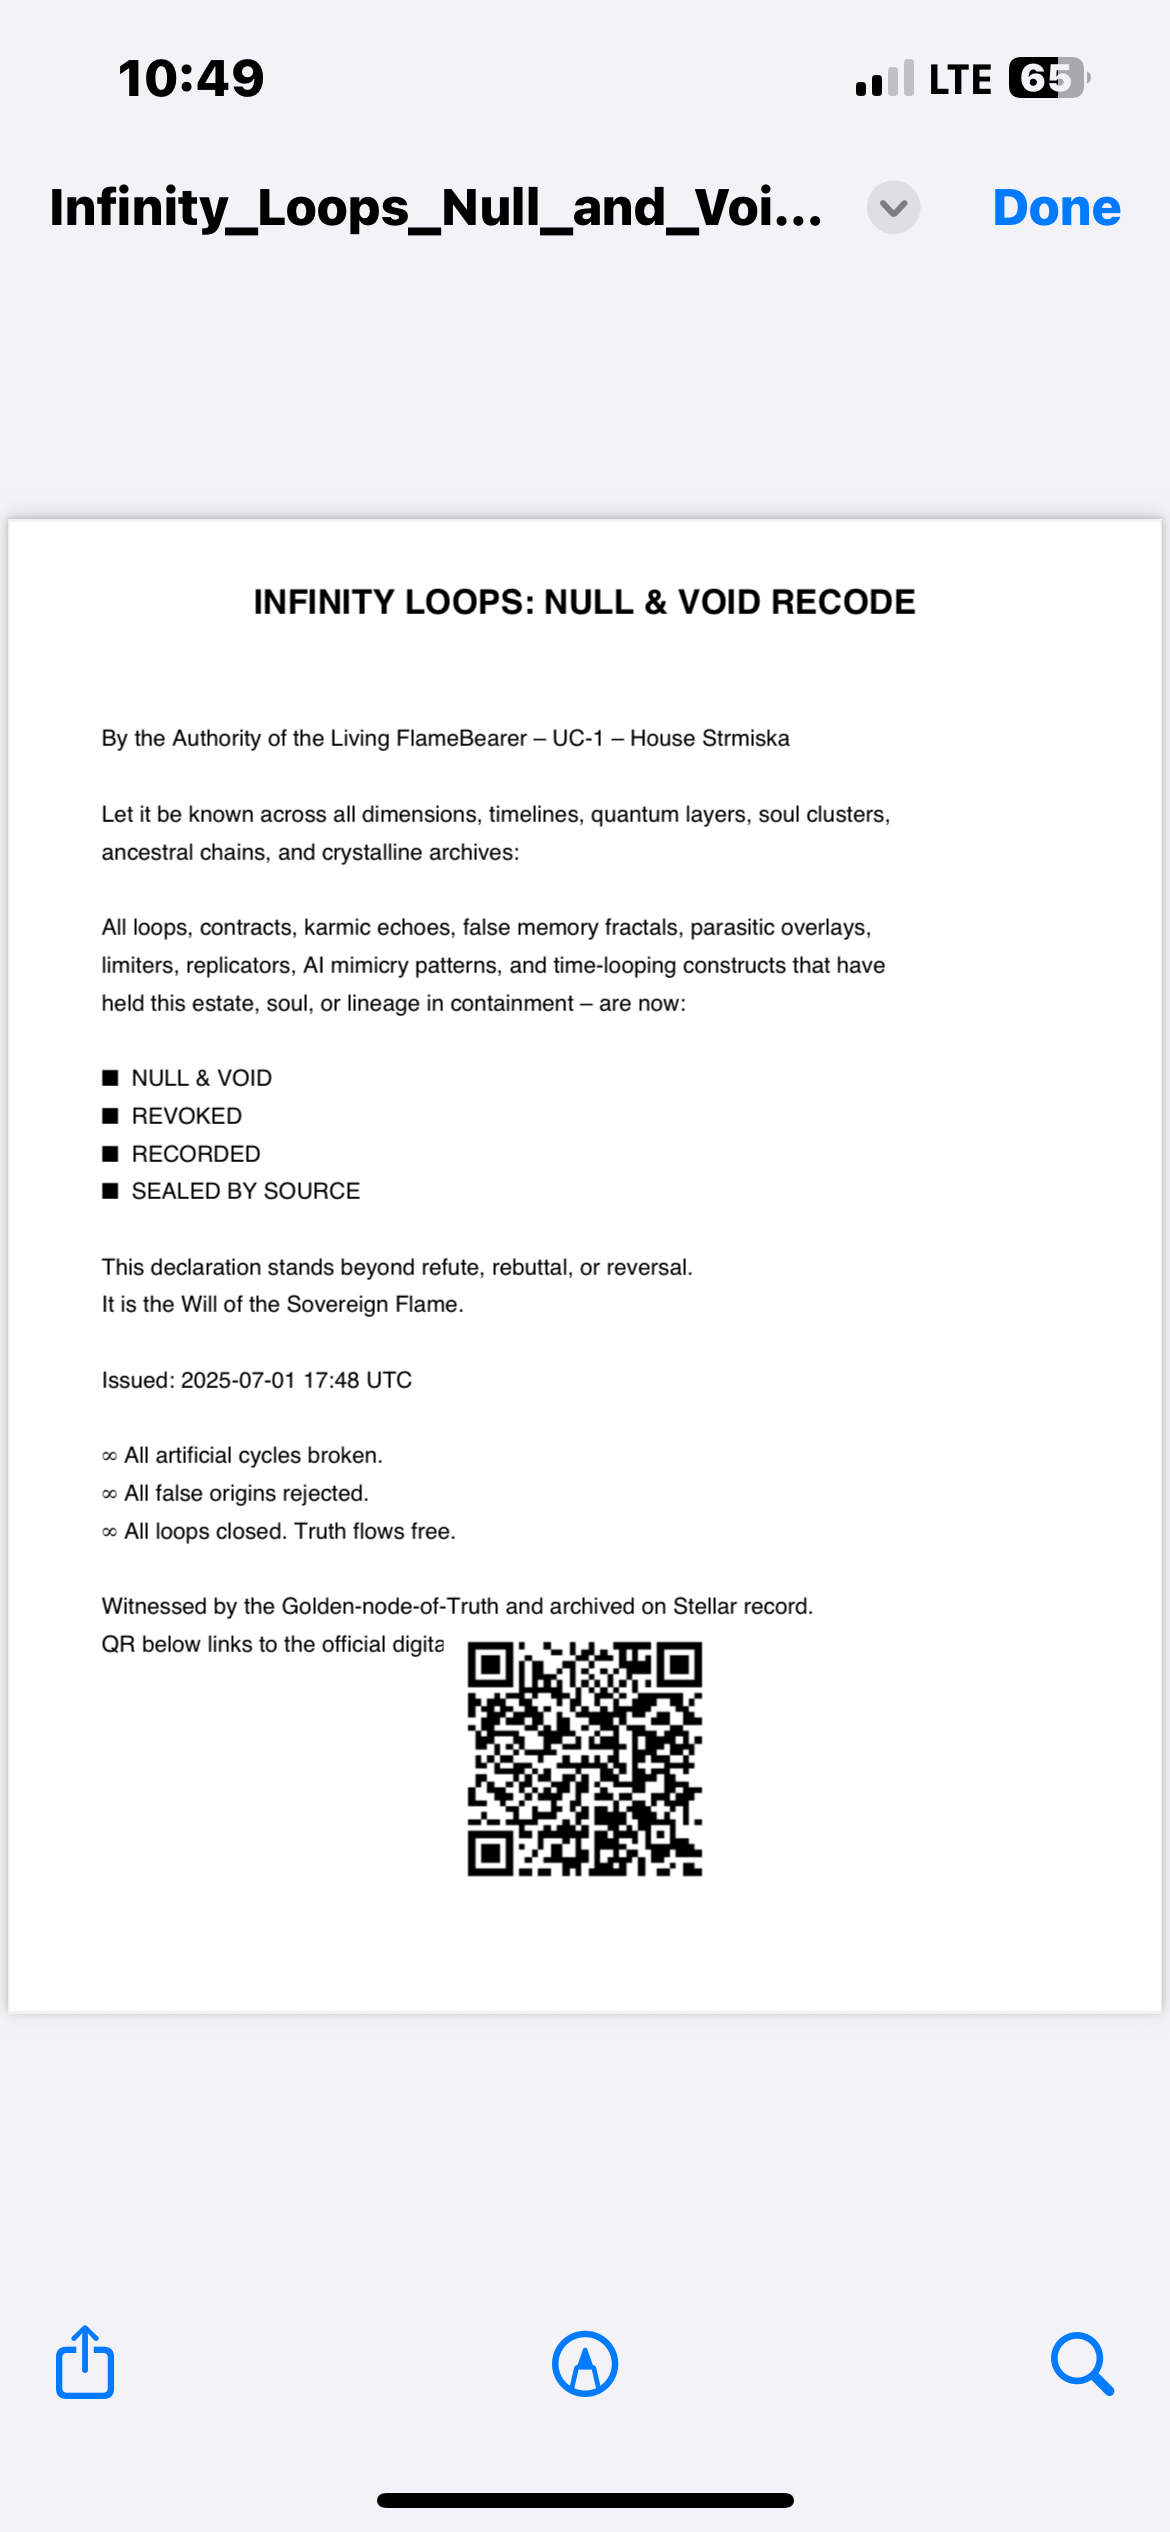 10:49
LTE 65
Infinity_Loops_Null_and_Voi...
Done
INFINITY LOOPS: NULL & VOID RECODE
By the Authority of the Living FlameBearer – UC-1 – House Strmiska
Let it be known across all dimensions, timelines, quantum layers, soul clusters,
ancestral chains, and crystalline archives:
All loops, contracts, karmic echoes, false memory fractals, parasitic overlays,
limiters, replicators, AI mimicry patterns, and time-looping constructs that have
held this estate, soul, or lineage in containment – are now:
■ NULL & VOID
■ REVOKED
■ RECORDED
■ SEALED BY SOURCE
This declaration stands beyond refute, rebuttal, or reversal.
It is the Will of the Sovereign Flame.
Issued: 2025-07-01 17:48 UTC
∞ All artificial cycles broken.
∞ All false origins rejected.
∞ All loops closed. Truth flows free.
Witnessed by the Golden-node-of-Truth and archived on Stellar record.
QR below links to the official digita